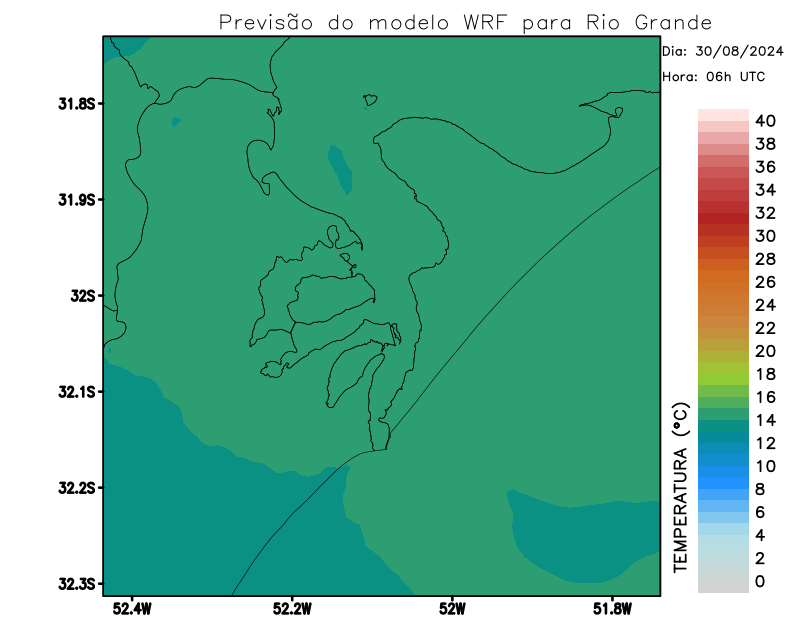 Previsão do modelo WRF para Rio Grande
Dia: 30/08/2024
Hora: 06h UTC
31.8S
31.9S
32S
32.1S
32.2S
32.3S
52.4W
52.2W
52W
51.8W
TEMPERATURA (°C)
40
38
36
34
32
30
28
26
24
22
20
18
16
14
12
10
8
6
4
2
0